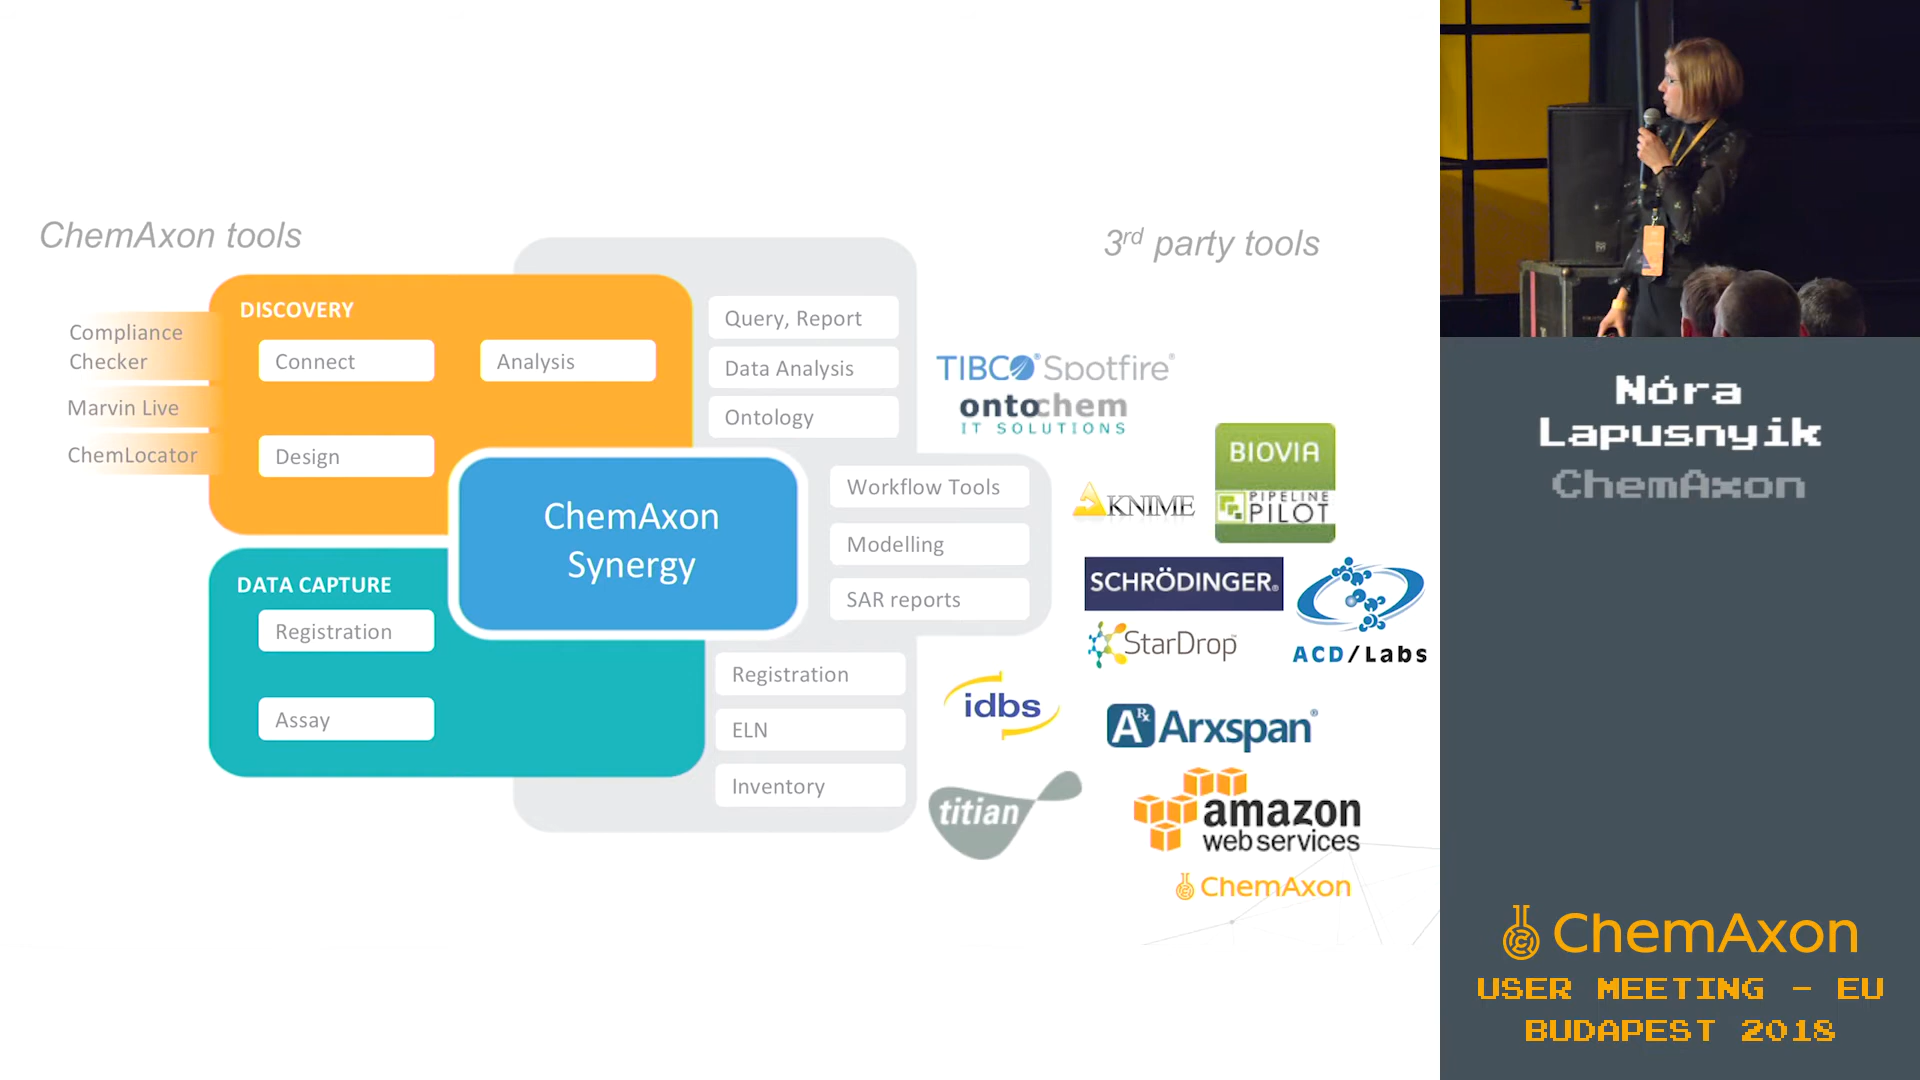 ChemAxon tools
3rd party tools
DISCOVERY
Compliance
Checker
Marvin Live
ChemLocator
Connect
Analysis
Design
Query, Report
Data Analysis
Ontology
TIBCO® Spotfire®
ontochem
IT SOLUTIONS
ChemAxon
Synergy
Workflow Tools
Modelling
SAR reports
KNIME
BIOVIA
PIPELINE
PILOT
SCHRÖDINGER®
StarDrop™
ACD/Labs
DATA CAPTURE
Registration
Assay
Registration
ELN
Inventory
idbs
ARx Arxspan®
titian
amazon
web services
ChemAxon
Nóra
Lapusnyik
ChemAxon
ChemAxon
USER MEETING - EU
BUDAPEST 2018